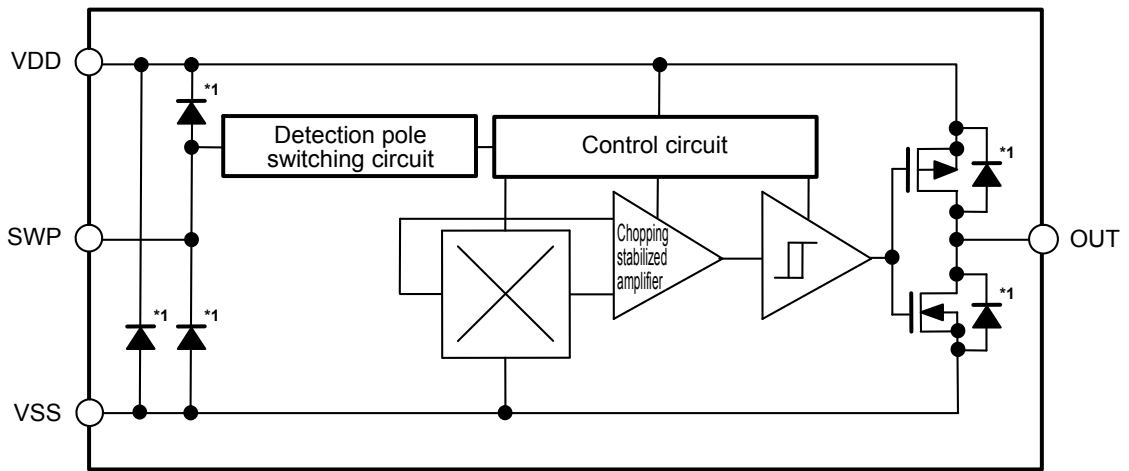 VDD
*1
Detection pole
switching circuit
Control circuit
*1
SWP
Chopping
stabilized
amplifier
OUT
*1
*1
*1
VSS